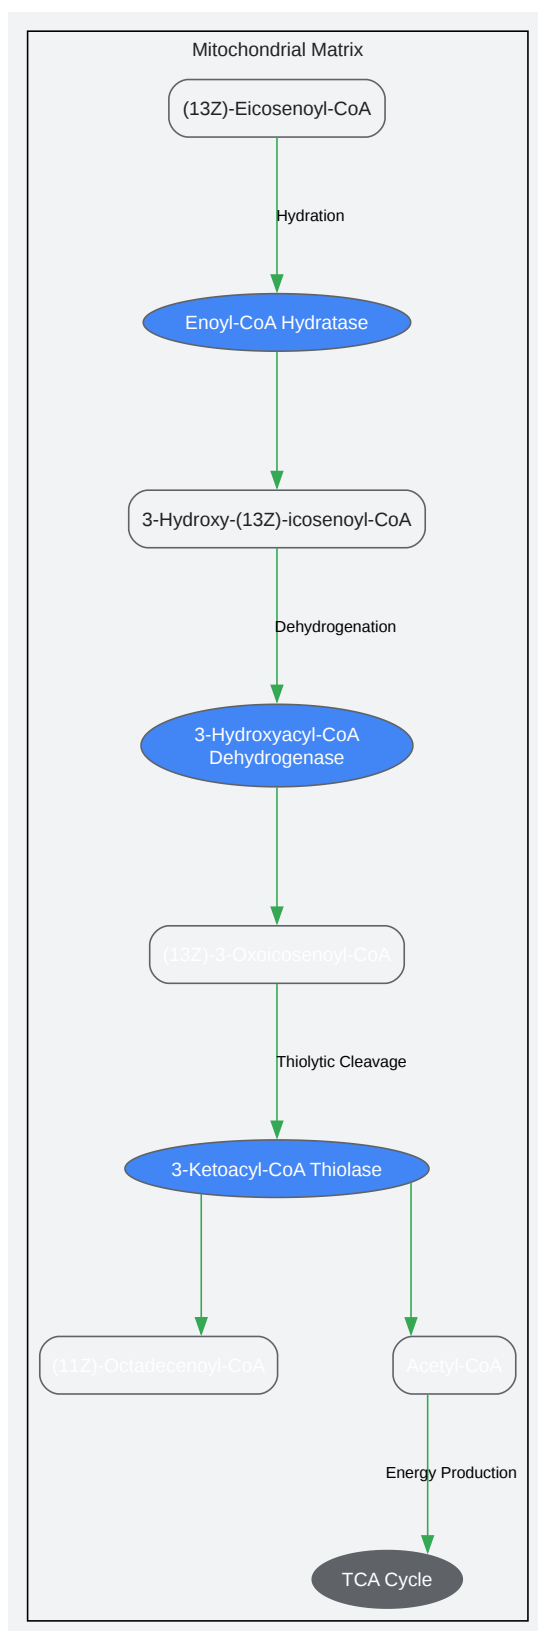 Mitochondrial Matrix
(13Z)-Eicosenoyl-CoA
Hydration
Enoyl-CoA Hydratase
3-Hydroxy-(13Z)-icosenoyl-CoA
Dehydrogenation
3-Hydroxyacyl-CoA
Dehydrogenase
(13Z)-3-Oxoicosenoyl-CoA
Thiolytic Cleavage
3-Ketoacyl-CoA Thiolase
(11Z)-Octadecenoyl-CoA
Acetyl-CoA
Energy Production
TCA Cycle